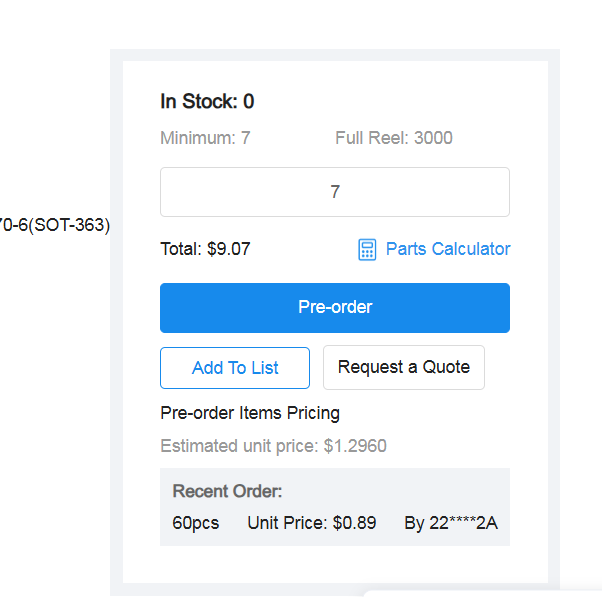 In Stock: 0
Minimum: 7 Full Reel: 3000
7
70-6(SOT-363)
Total: $9.07 Parts Calculator
Pre-order
Add To List Request a Quote
Pre-order Items Pricing
Estimated unit price: $1.2960
Recent Order:
60pcs Unit Price: $0.89 By 22****2A